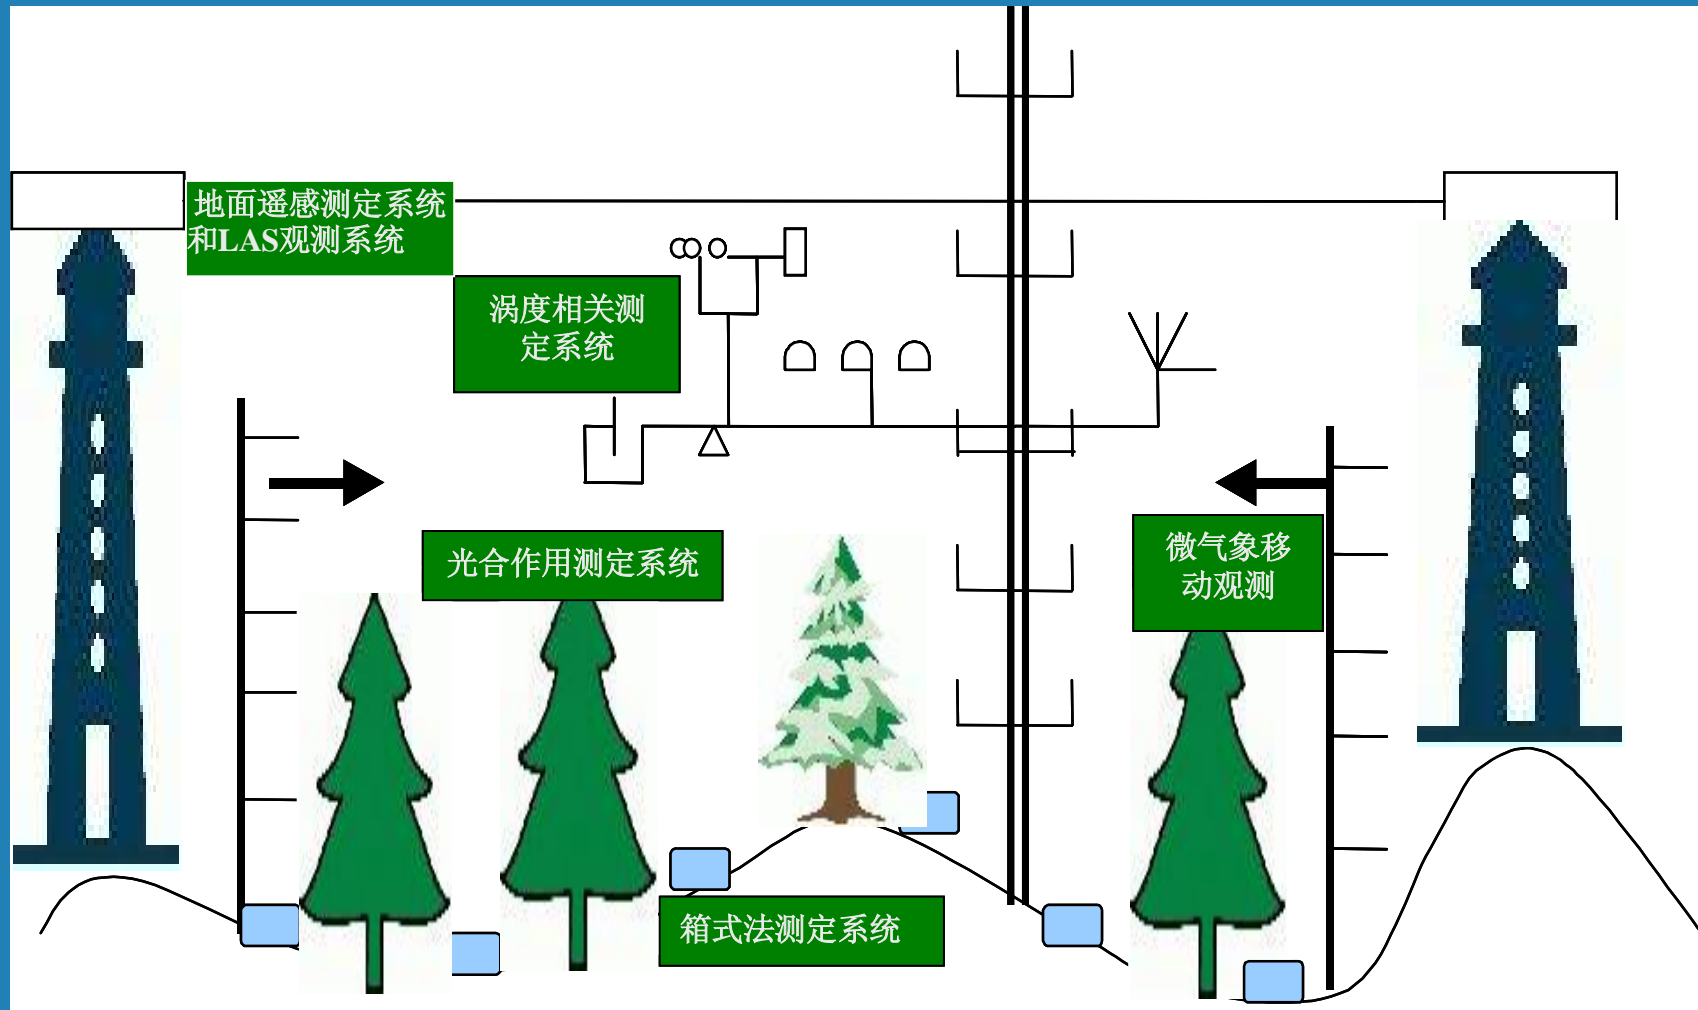 地面遥感测定系统
和LAS观测系统
涡度相关测
定系统
光合作用测定系统
微气象移
动观测
箱式法测定系统